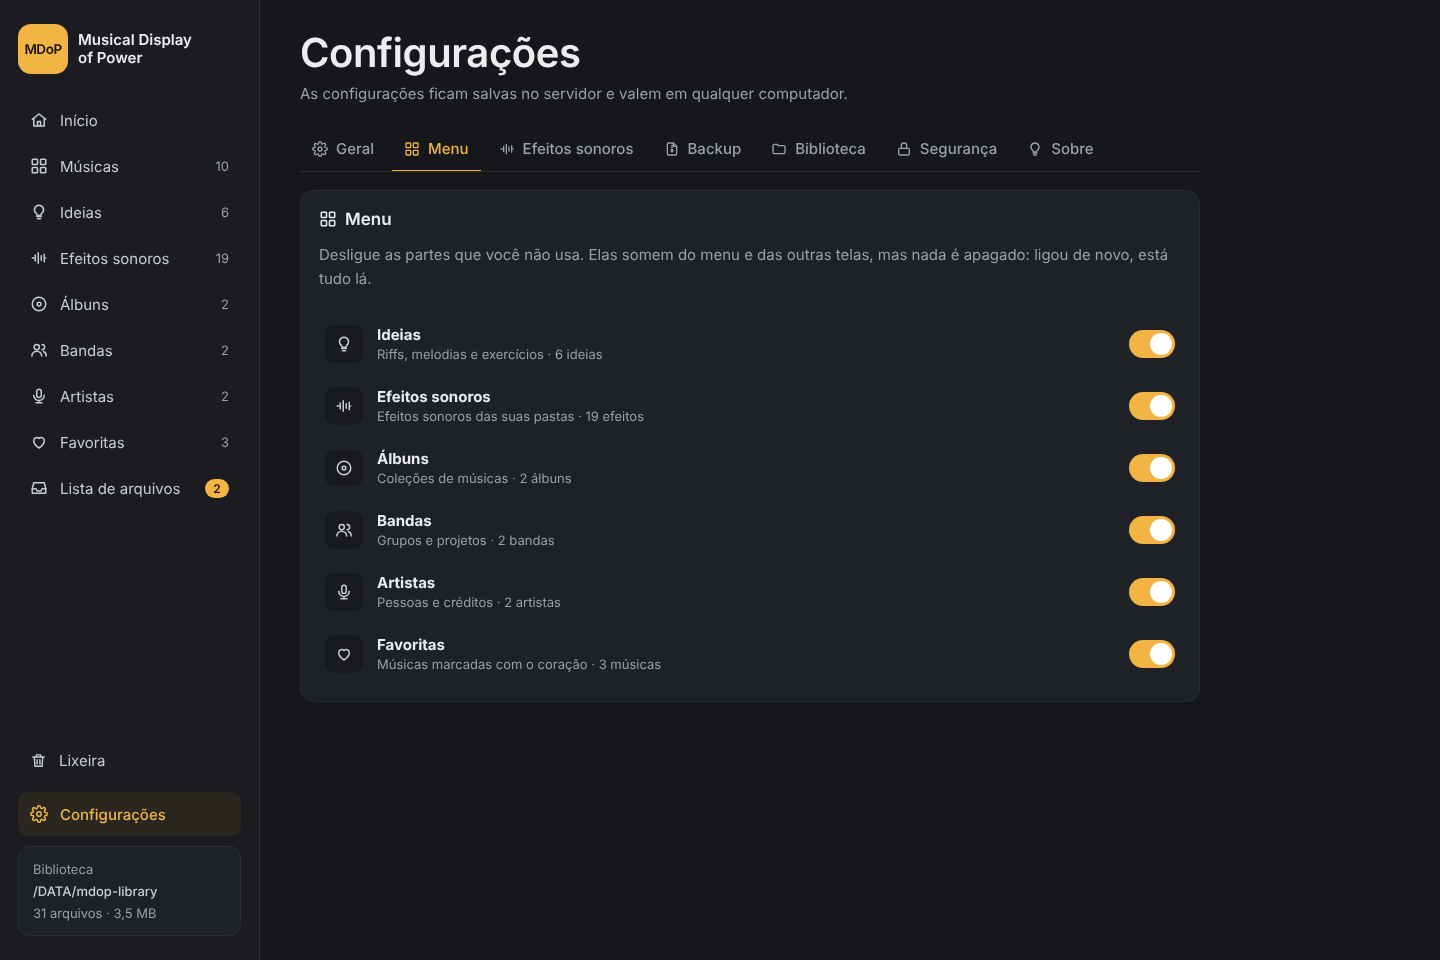 MDoP
Musical Display
of Power
Início
Músicas 10
Ideias 6
Efeitos sonoros 19
Álbuns 2
Bandas 2
Artistas 2
Favoritas 3
Lista de arquivos 2
Lixeira
Configurações
Biblioteca
/DATA/mdop-library
31 arquivos · 3,5 MB
Configurações
As configurações ficam salvas no servidor e valem em qualquer computador.
Geral Menu Efeitos sonoros Backup Biblioteca Segurança Sobre
Menu
Desligue as partes que você não usa. Elas somem do menu e das outras telas, mas nada é apagado: ligou de novo, está
tudo lá.
Ideias
Riffs, melodias e exercícios · 6 ideias
Efeitos sonoros
Efeitos sonoros das suas pastas · 19 efeitos
Álbuns
Coleções de músicas · 2 álbuns
Bandas
Grupos e projetos · 2 bandas
Artistas
Pessoas e créditos · 2 artistas
Favoritas
Músicas marcadas com o coração · 3 músicas